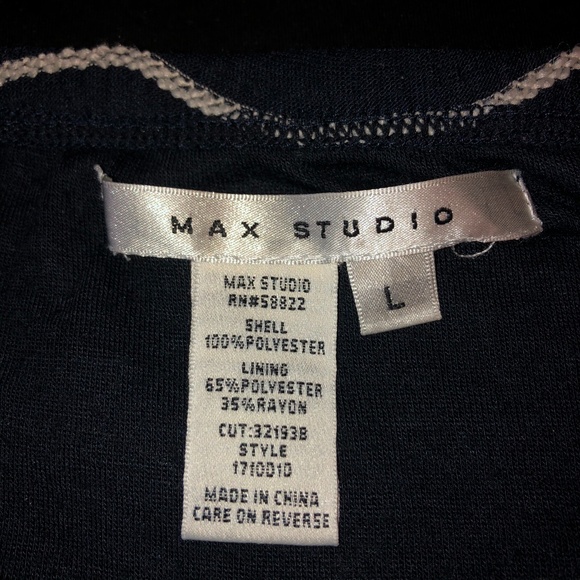 MAX STUDIO
L
MAX STUDIO
RN#58822
SHELL
100%POLYESTER
LINING
65%POLYESTER
35%RAYON
CUT:321938
STYLE
1710D10
MADE IN CHINA
CARE ON REVERSE